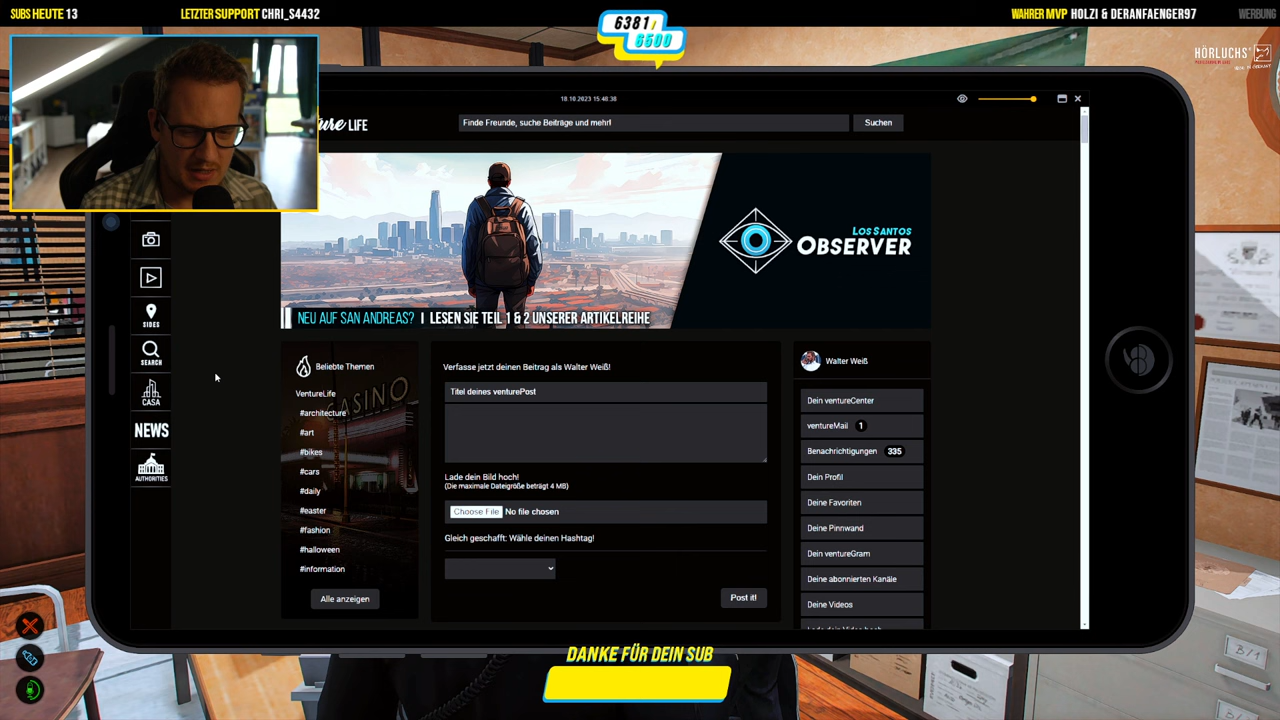 SUBS HEUTE 13
LETZTER SUPPORT CHRI_S4432
6381/
6500
WAHRER MVP HOLZI & DERANFAENGER97
WERBUNG
HÖRLUCHS
18.10.2023 15:48:38
ure LIFE
Finde Freunde, suche Beiträge und mehr!
Suchen
LOS SANTOS
OBSERVER
NEU AUF SAN ANDREAS? I LESEN SIE TEIL 1 & 2 UNSERER ARTIKELREIHE
SIDES
SEARCH
CASA
NEWS
AUTHORITIES
Beliebte Themen
CASINO
VentureLife
#architecture
#art
#bikes
#cars
#daily
#easter
#fashion
#halloween
#information
Alle anzeigen
Verfasse jetzt deinen Beitrag als Walter Weiß!
Titel deines venturePost
Lade dein Bild hoch!
(Die maximale Dateigröße beträgt 4 MB)
Choose File No file chosen
Gleich geschafft: Wähle deinen Hashtag!
Post it!
Walter Weiß
Dein ventureCenter
ventureMail 1
Benachrichtigungen 335
Dein Profil
Deine Favoriten
Deine Pinnwand
Dein ventureGram
Deine abonnierten Kanäle
Deine Videos
Lade dein Video hoch
DANKE FÜR DEIN SUB
B/1